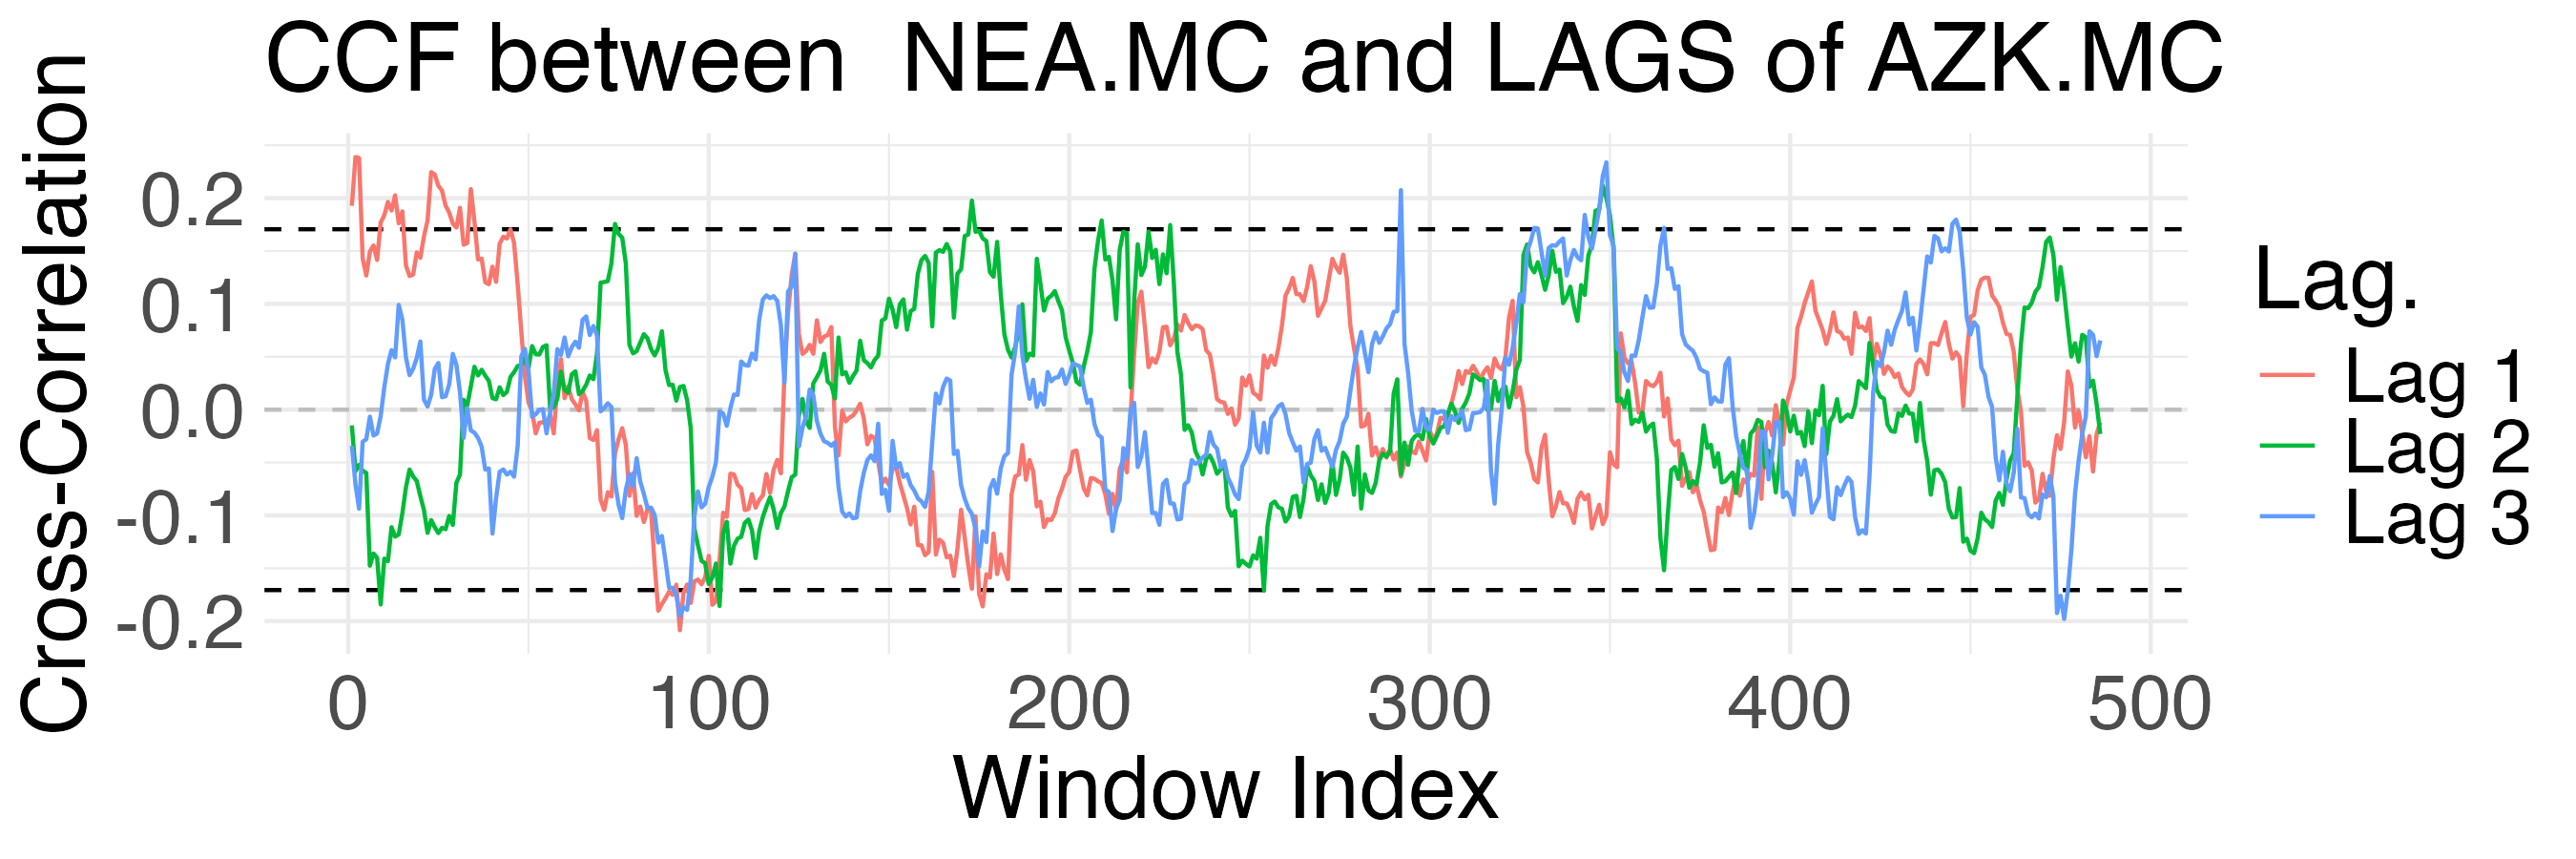 CCF between  NEA.MC and LAGS of AZK.MC
Cross-Correlation
0.2
0.1
0.0
-0.1
-0.2
0
100
200
300
400
500
Window Index
Lag.
Lag 1
Lag 2
Lag 3